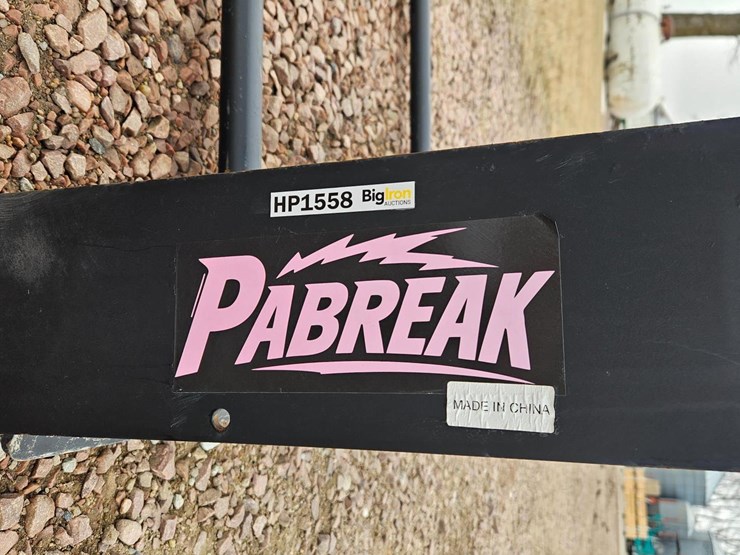 HP1558 BigIron
AUCTIONS
PABREAK
MADE IN CHINA